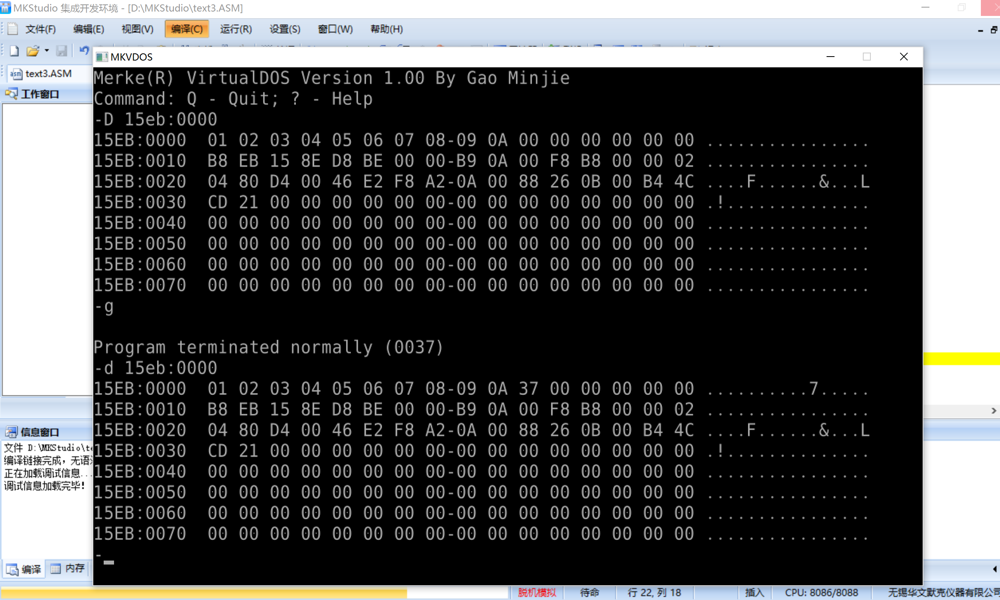 MKStudio 集成开发环境 - [D:\MKStudio\text3.ASM]
文件(F) 编辑(E) 视图(V) 编译(C) 运行(R) 设置(S) 窗口(W) 帮助(H)
MKVDOS
asm text3.ASM
工作窗口
Merke(R) VirtualDOS Version 1.00 By Gao Minjie
Command: Q - Quit; ? - Help
-D 15eb:0000
15EB:0000 01 02 03 04 05 06 07 08-09 0A 00 00 00 00 00 00 ................
15EB:0010 B8 EB 15 8E D8 BE 00 00-B9 0A 00 F8 B8 00 00 02 ................
15EB:0020 04 80 D4 00 46 E2 F8 A2-0A 00 88 26 0B 00 B4 4C ....F......&...L
15EB:0030 CD 21 00 00 00 00 00 00-00 00 00 00 00 00 00 00 .!..............
15EB:0040 00 00 00 00 00 00 00 00-00 00 00 00 00 00 00 00 ................
15EB:0050 00 00 00 00 00 00 00 00-00 00 00 00 00 00 00 00 ................
15EB:0060 00 00 00 00 00 00 00 00-00 00 00 00 00 00 00 00 ................
15EB:0070 00 00 00 00 00 00 00 00-00 00 00 00 00 00 00 00 ................
-g
Program terminated normally (0037)
-d 15eb:0000
15EB:0000 01 02 03 04 05 06 07 08-09 0A 37 00 00 00 00 00 ..........7.....
15EB:0010 B8 EB 15 8E D8 BE 00 00-B9 0A 00 F8 B8 00 00 02 ................
15EB:0020 04 80 D4 00 46 E2 F8 A2-0A 00 88 26 0B 00 B4 4C ....F......&...L
15EB:0030 CD 21 00 00 00 00 00 00-00 00 00 00 00 00 00 00 .!..............
15EB:0040 00 00 00 00 00 00 00 00-00 00 00 00 00 00 00 00 ................
15EB:0050 00 00 00 00 00 00 00 00-00 00 00 00 00 00 00 00 ................
15EB:0060 00 00 00 00 00 00 00 00-00 00 00 00 00 00 00 00 ................
15EB:0070 00 00 00 00 00 00 00 00-00 00 00 00 00 00 00 00 ................
-_
信息窗口
文件 D:\MKStudio\te
编译链接完成，无语
正在加载调试信息...
调试信息加载完毕!
编译 内存
脱机模拟 待命 行 22, 列 18 插入 CPU: 8086/8088 无锡华文默克仪器有限公司